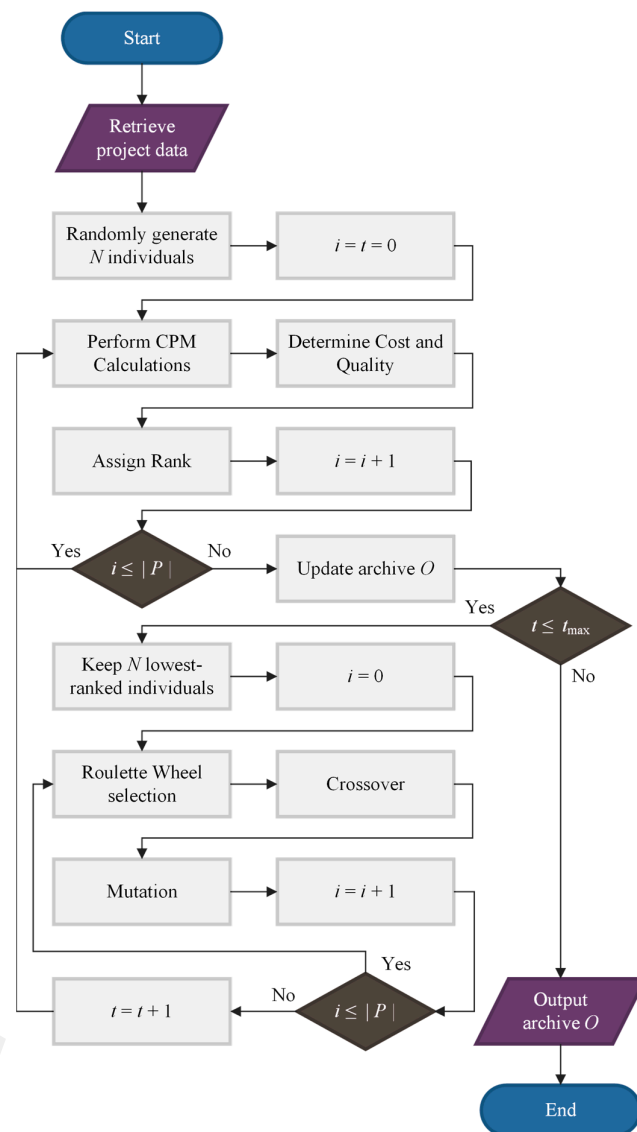 Start
Retrieve
project data
Randomly generate
N individuals
i = t = 0
Perform CPM
Calculations
Determine Cost and
Quality
Assign Rank
i = i + 1
Yes
i ≤ | P |
No
Update archive O
Yes
t ≤ tmax
No
Keep N lowest-
ranked individuals
i = 0
Roulette Wheel
selection
Crossover
Mutation
i = i + 1
Yes
i ≤ | P |
No
t = t + 1
Output
archive O
End